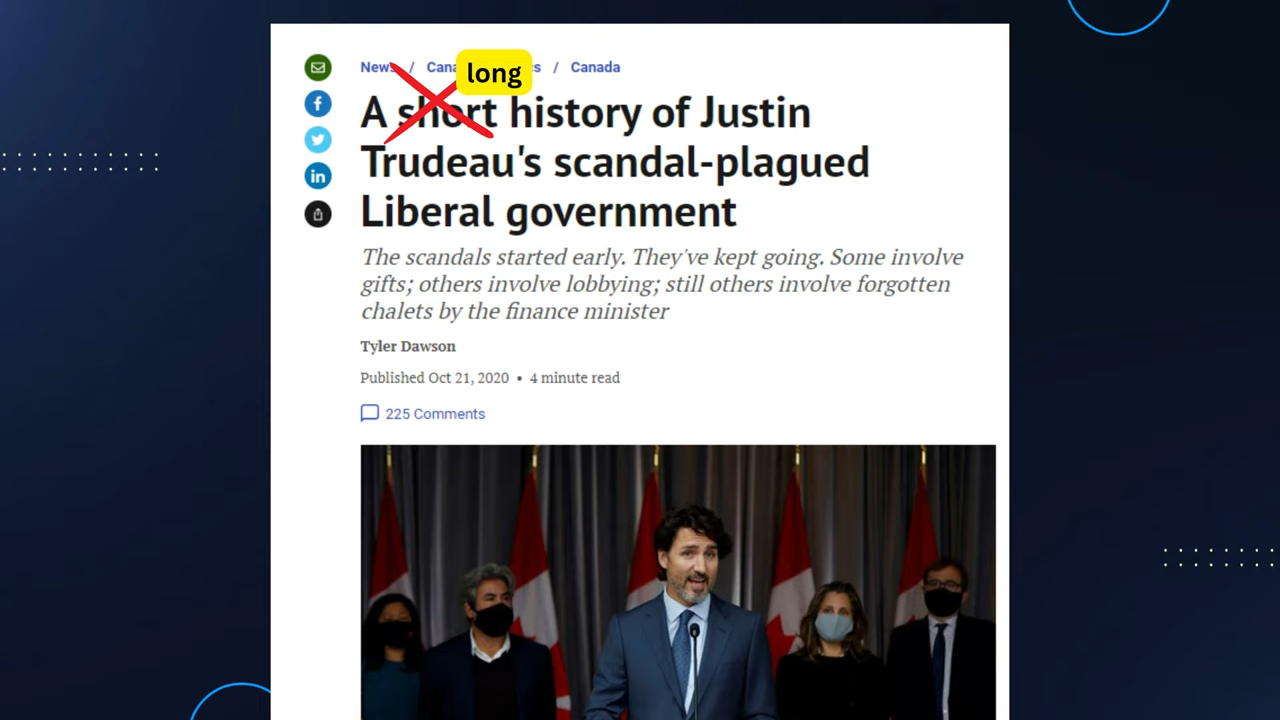 long
News / Cana s / Canada
A short history of Justin
Trudeau's scandal-plagued
Liberal government
The scandals started early. They've kept going. Some involve
gifts; others involve lobbying; still others involve forgotten
chalets by the finance minister
Tyler Dawson
Published Oct 21, 2020 • 4 minute read
225 Comments